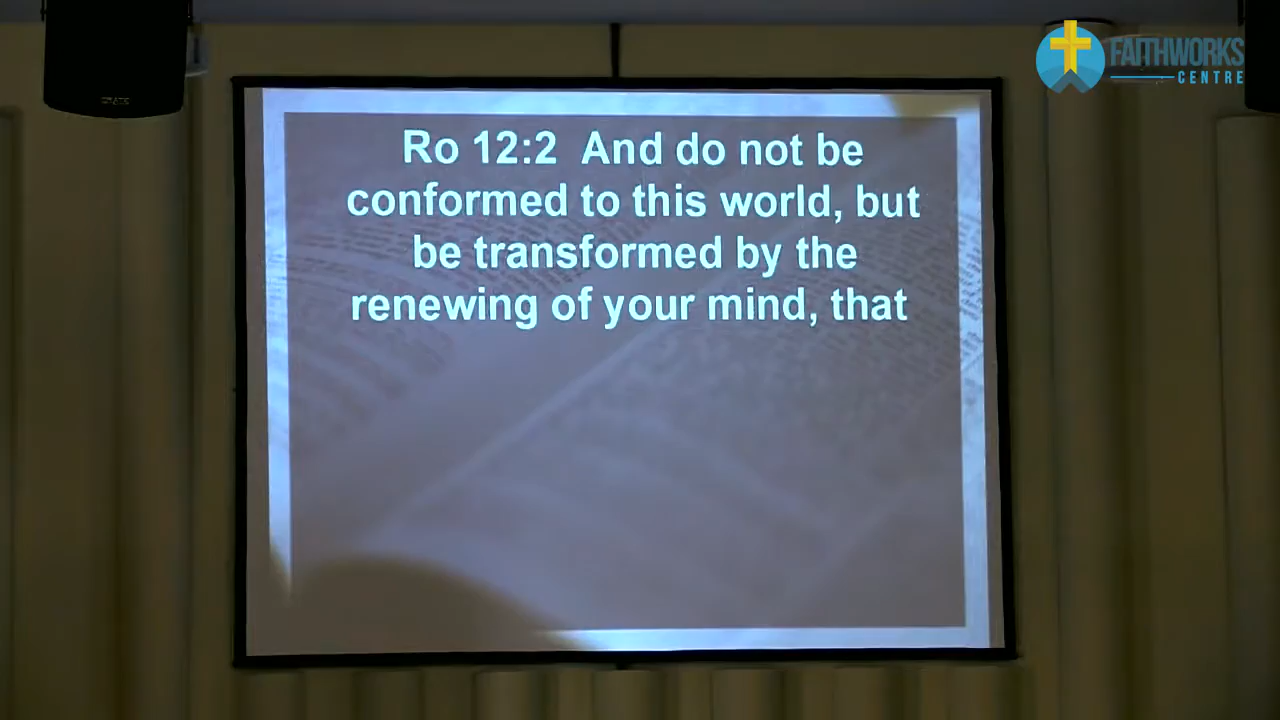 FAITHWORKS
CENTRE
Ro 12:2 And do not be
conformed to this world, but
be transformed by the
renewing of your mind, that